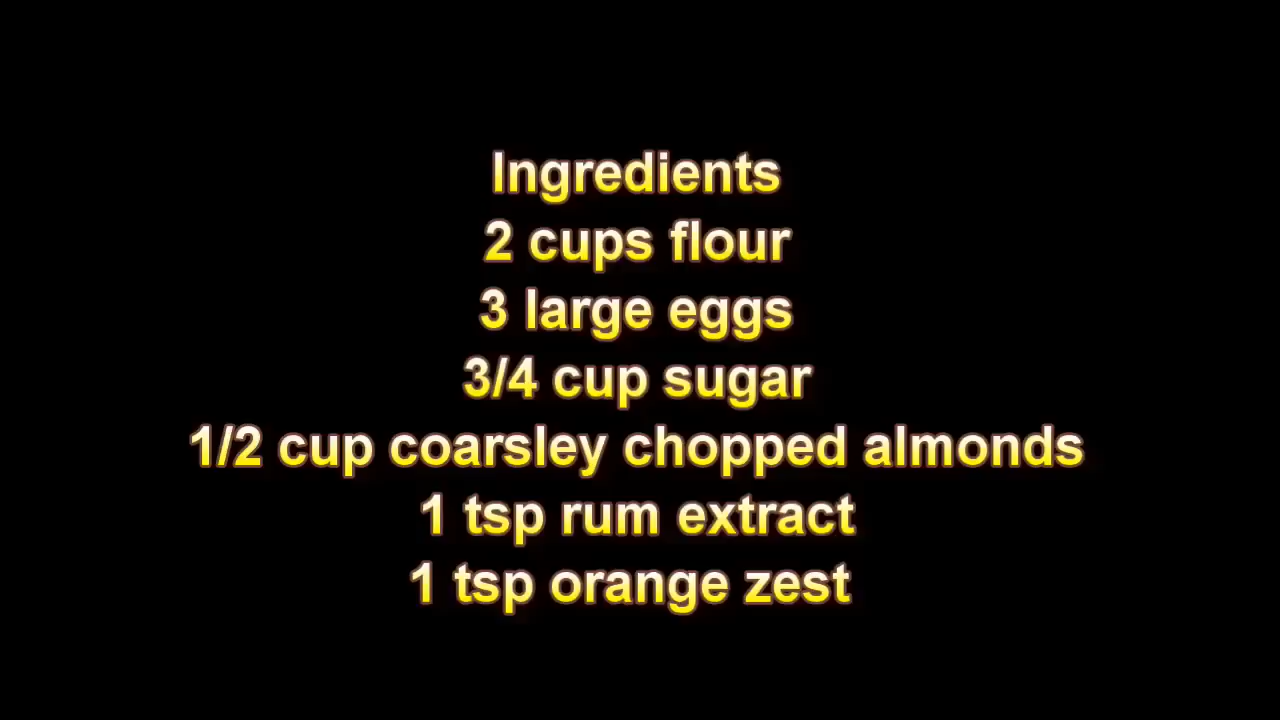 Ingredients
2 cups flour
3 large eggs
3/4 cup sugar
1/2 cup coarsley chopped almonds
1 tsp rum extract
1 tsp orange zest